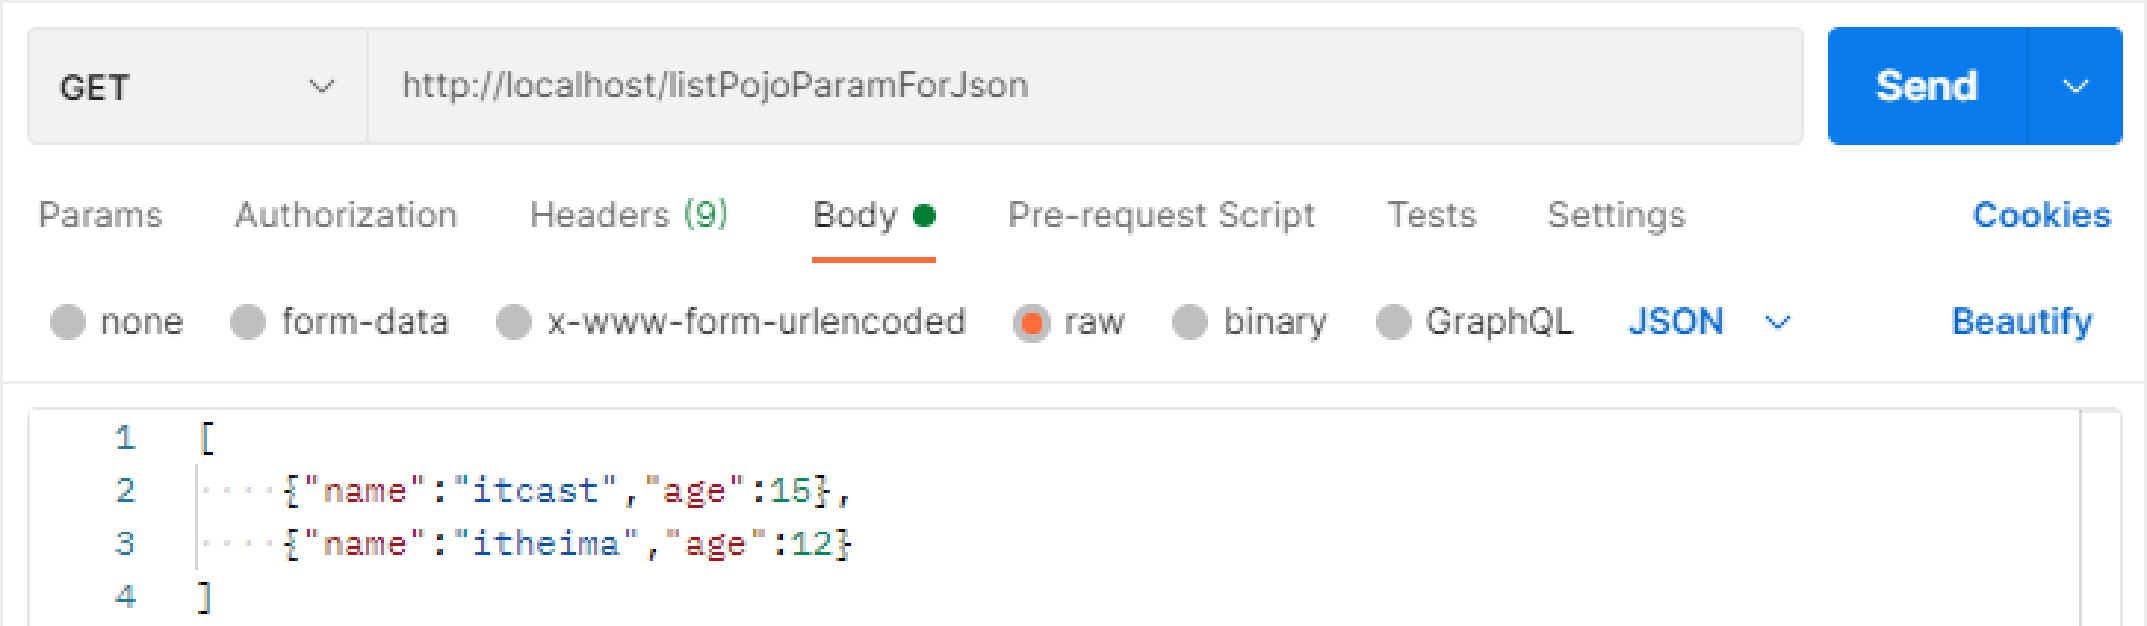 GET http://localhost/listPojoParamForJson Send
Params Authorization Headers (9) Body Pre-request Script Tests Settings Cookies
none form-data x-www-form-urlencoded raw binary GraphQL JSON Beautify
1 [
2 {"name":"itcast","age":15},
3 {"name":"itheima","age":12}
4 ]